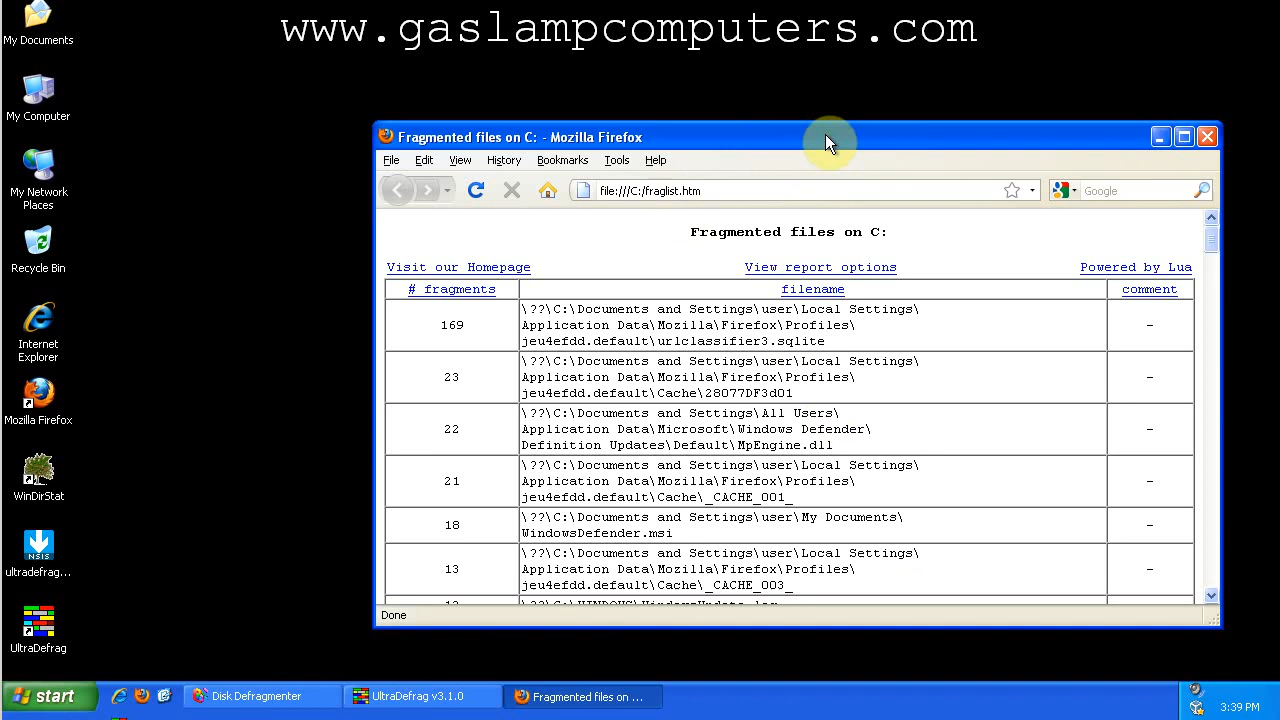 www.gaslampcomputers.com
My Documents
My Computer
My Network
Places
Recycle Bin
Internet
Explorer
Mozilla Firefox
WinDirStat
NSIS
ultradefrag...
UltraDefrag
Fragmented files on C: - Mozilla Firefox
File Edit View History Bookmarks Tools Help
file:///C:/fraglist.htm
Google
Fragmented files on C:
Visit our Homepage View report options Powered by Lua
# fragments filename comment
\??\C:\Documents and Settings\user\Local Settings\
169 Application Data\Mozilla\Firefox\Profiles\ -
jeu4efdd.default\urlclassifier3.sqlite
\??\C:\Documents and Settings\user\Local Settings\
23 Application Data\Mozilla\Firefox\Profiles\ -
jeu4efdd.default\Cache\28077DF3d01
\??\C:\Documents and Settings\All Users\
22 Application Data\Microsoft\Windows Defender\ -
Definition Updates\Default\MpEngine.dll
\??\C:\Documents and Settings\user\Local Settings\
21 Application Data\Mozilla\Firefox\Profiles\ -
jeu4efdd.default\Cache\_CACHE_001_
\??\C:\Documents and Settings\user\My Documents\
18 -
WindowsDefender.msi
\??\C:\Documents and Settings\user\Local Settings\
13 Application Data\Mozilla\Firefox\Profiles\ -
jeu4efdd.default\Cache\_CACHE_003_
\??\C:\WINDOWS\WindowsUpdate.log
Done
start Disk Defragmenter UltraDefrag v3.1.0 Fragmented files on ... 3:39 PM